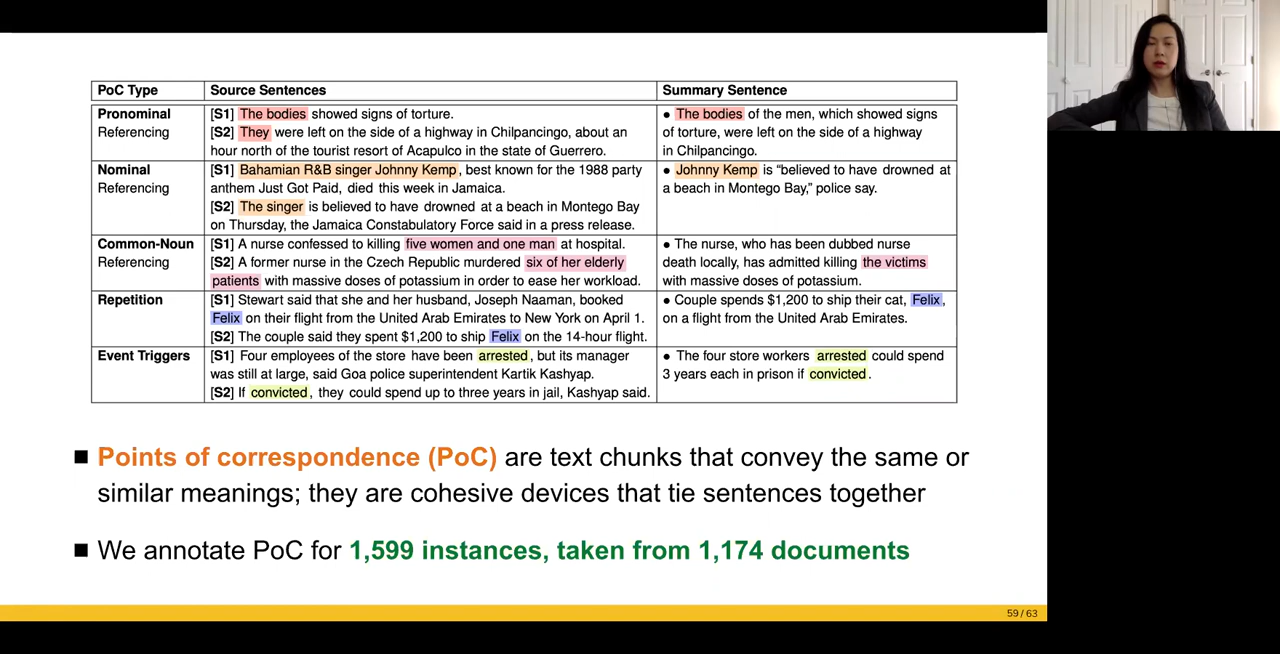 PoC Type Source Sentences Summary Sentence
Pronominal
Referencing
[S1] The bodies showed signs of torture.
[S2] They were left on the side of a highway in Chilpancingo, about an
hour north of the tourist resort of Acapulco in the state of Guerrero.
• The bodies of the men, which showed signs
of torture, were left on the side of a highway
in Chilpancingo.
Nominal
Referencing
[S1] Bahamian R&B singer Johnny Kemp, best known for the 1988 party
anthem Just Got Paid, died this week in Jamaica.
[S2] The singer is believed to have drowned at a beach in Montego Bay
on Thursday, the Jamaica Constabulatory Force said in a press release.
• Johnny Kemp is “believed to have drowned at
a beach in Montego Bay,” police say.
Common-Noun
Referencing
[S1] A nurse confessed to killing five women and one man at hospital.
[S2] A former nurse in the Czech Republic murdered six of her elderly
patients with massive doses of potassium in order to ease her workload.
• The nurse, who has been dubbed nurse
death locally, has admitted killing the victims
with massive doses of potassium.
Repetition
[S1] Stewart said that she and her husband, Joseph Naaman, booked
Felix on their flight from the United Arab Emirates to New York on April 1.
[S2] The couple said they spent $1,200 to ship Felix on the 14-hour flight.
• Couple spends $1,200 to ship their cat, Felix,
on a flight from the United Arab Emirates.
Event Triggers
[S1] Four employees of the store have been arrested, but its manager
was still at large, said Goa police superintendent Kartik Kashyap.
[S2] If convicted, they could spend up to three years in jail, Kashyap said.
• The four store workers arrested could spend
3 years each in prison if convicted.
■ Points of correspondence (PoC) are text chunks that convey the same or
similar meanings; they are cohesive devices that tie sentences together
■ We annotate PoC for 1,599 instances, taken from 1,174 documents
59 / 63